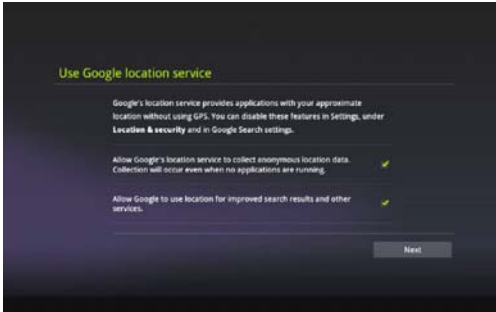 Use Google location service
Google's location service provides applications with your approximate
location without using GPS. You can disable these features in Settings, under
Location & security and in Google Search settings.
Allow Google's location service to collect anonymous location data.
Collection will occur even when no applications are running.
Allow Google to use location for improved search results and other
services.
Next